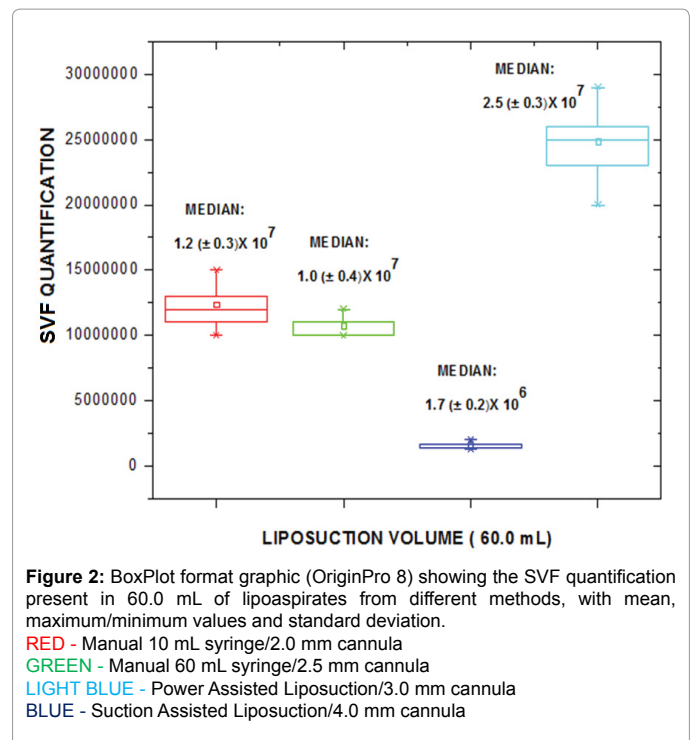 MEDIAN:
2.5 (± 0.3)X 10^7
MEDIAN:
1.2 (± 0.3)X 10^7
MEDIAN:
1.0 (± 0.4)X 10^7
MEDIAN:
1.7 (± 0.2)X 10^6
SVF QUANTIFICATION
30000000
25000000
20000000
15000000
10000000
5000000
0
LIPOSUCTION VOLUME ( 60.0 mL)
Figure 2: BoxPlot format graphic (OriginPro 8) showing the SVF quantification
present in 60.0 mL of lipoaspirates from different methods, with mean,
maximum/minimum values and standard deviation.
RED - Manual 10 mL syringe/2.0 mm cannula
GREEN - Manual 60 mL syringe/2.5 mm cannula
LIGHT BLUE - Power Assisted Liposuction/3.0 mm cannula
BLUE - Suction Assisted Liposuction/4.0 mm cannula